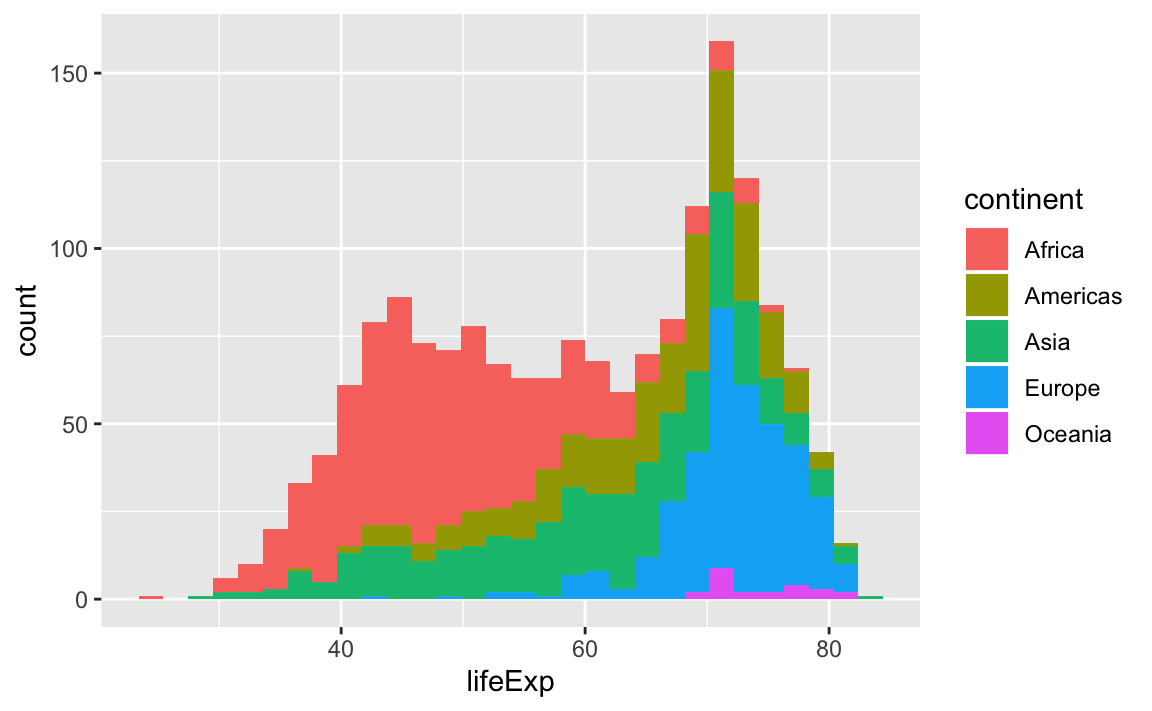 150
100
50
0
count
40 60 80
lifeExp
continent
Africa
Americas
Asia
Europe
Oceania